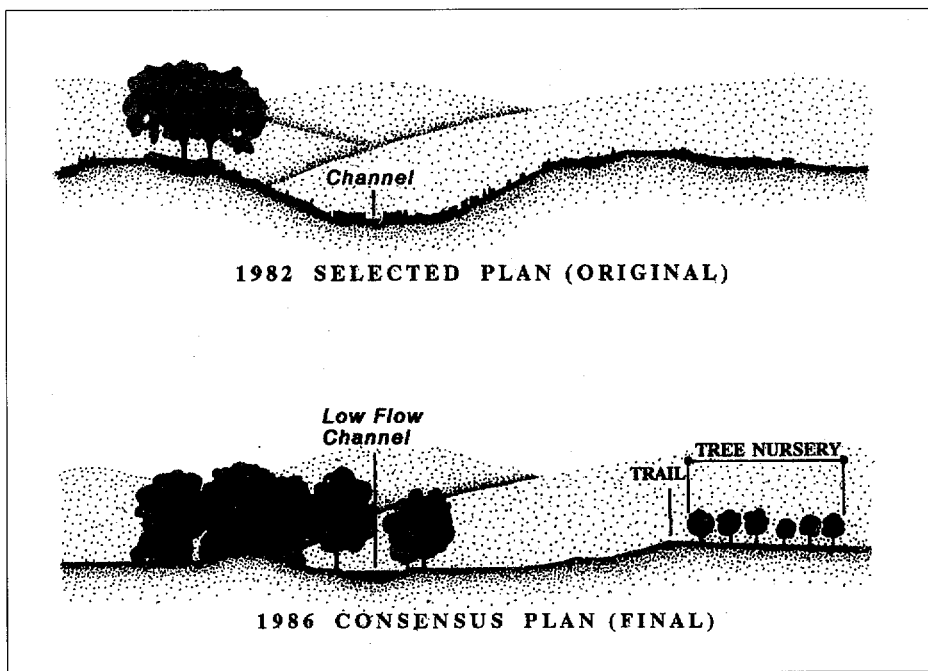 Channel
1982 SELECTED PLAN (ORIGINAL)
Low Flow
Channel
TREE NURSERY
TRAIL
1986 CONSENSUS PLAN (FINAL)